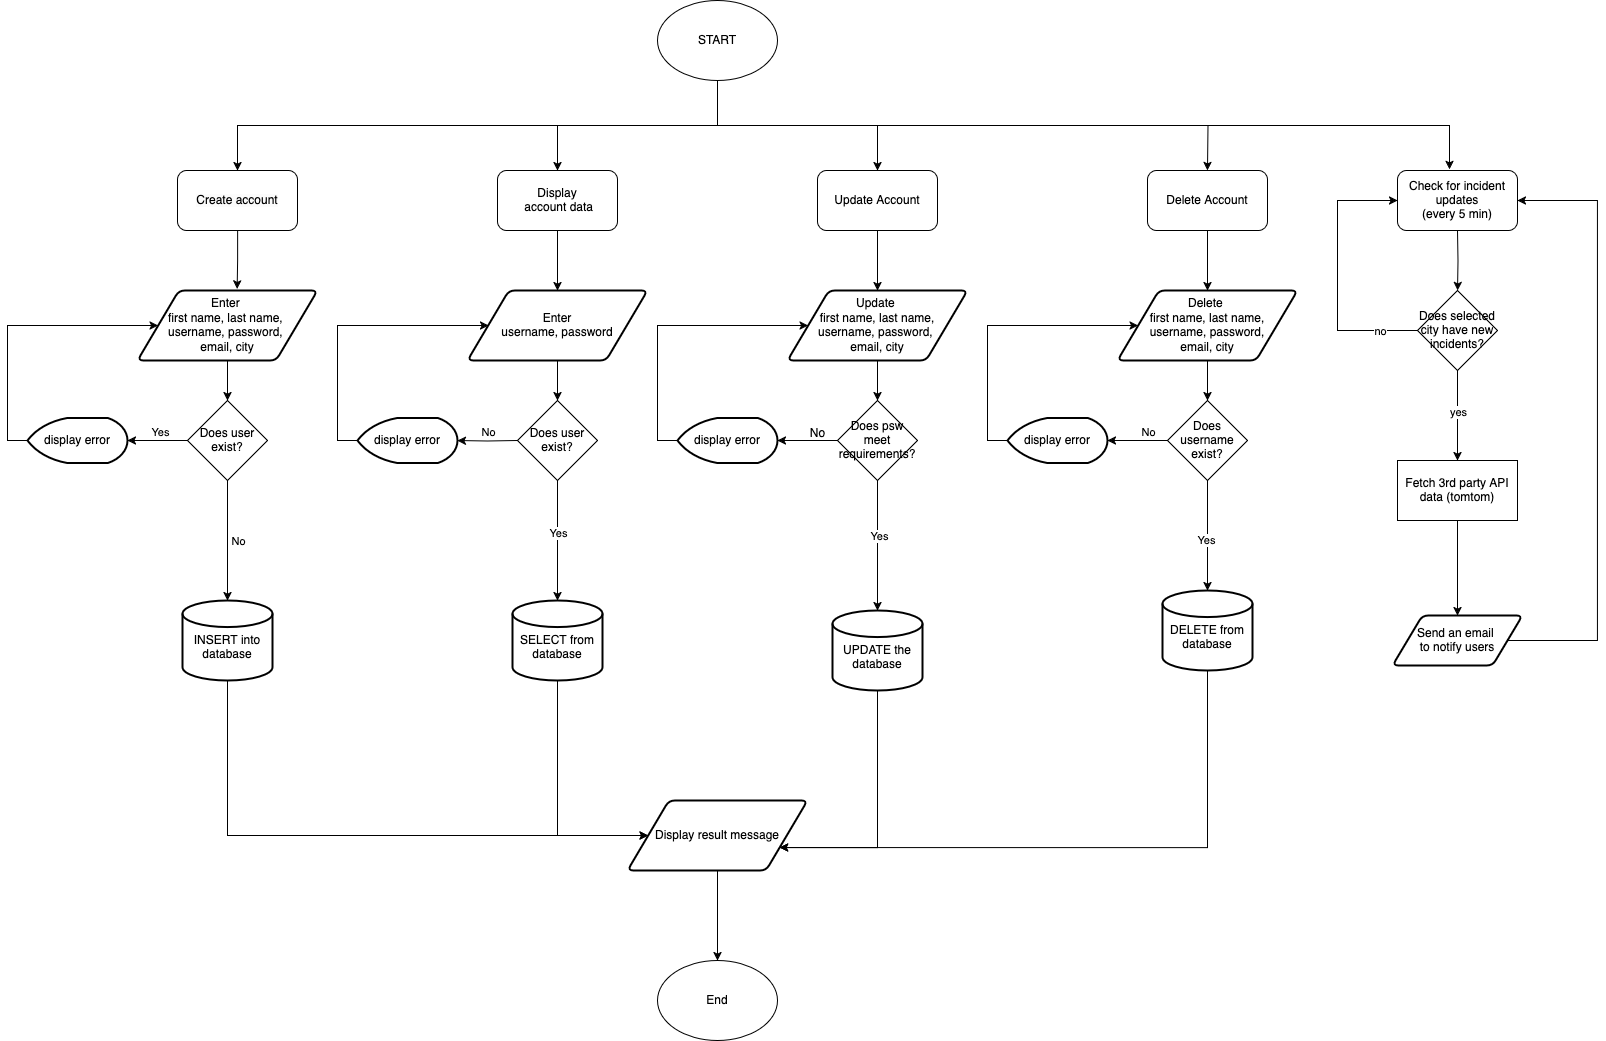 START
Create account
Display
account data
Update Account
Delete Account
Check for incident
updates
(every 5 min)
Enter
first name, last name,
username, password,
email, city
Enter
username, password
Update
first name, last name,
username, password,
email, city
Delete
first name, last name,
username, password,
email, city
Does selected
city have new
incidents?
no
display error
Yes
Does user
exist?
display error
No
Does user
exist?
display error
No
Does psw
meet
requirements?
display error
No
Does
username
exist?
yes
Fetch 3rd party API
data (tomtom)
No
Yes
Yes
Yes
INSERT into
database
SELECT from
database
UPDATE the
database
DELETE from
database
Send an email
to notify users
Display result message
End